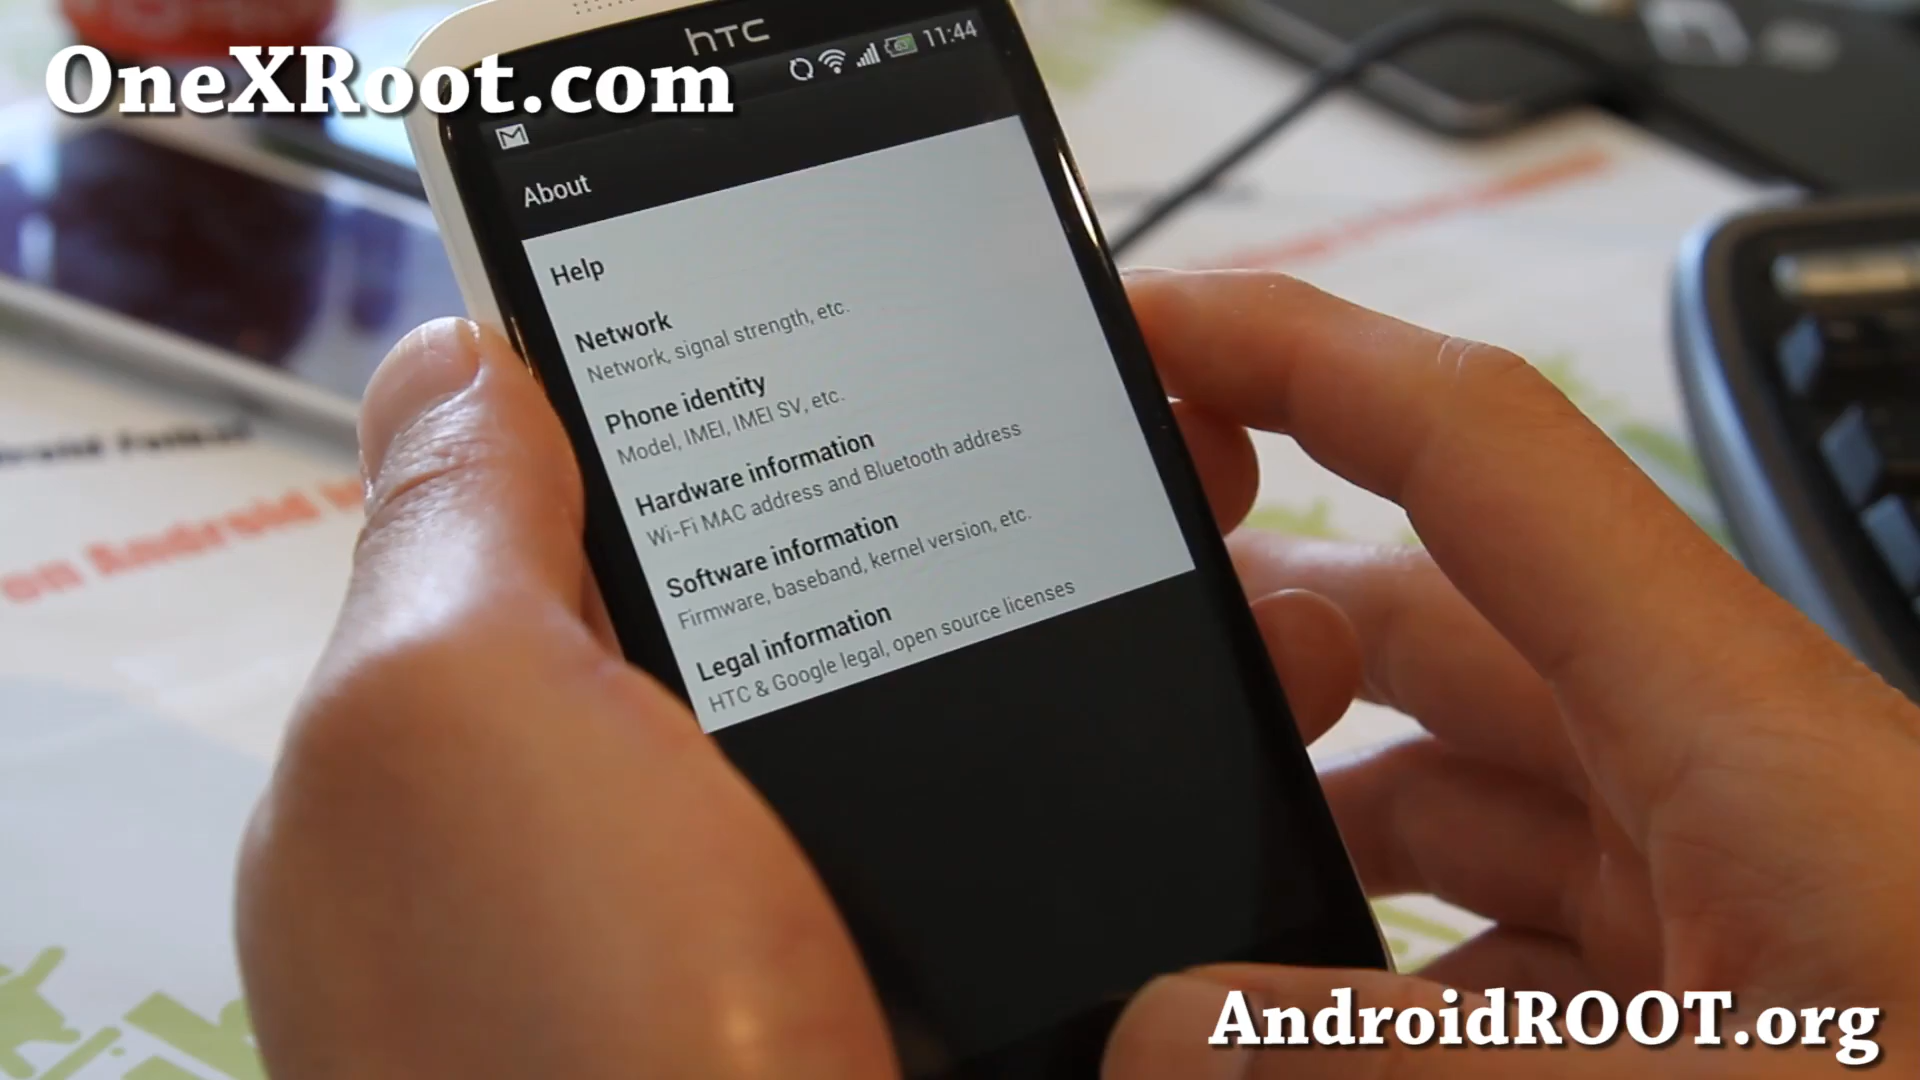 OneXRoot.com
hTC
11:44
About
Help
Network
Network, signal strength, etc.
Phone identity
Model, IMEI, IMEI SV, etc.
Hardware information
Wi-Fi MAC address and Bluetooth address
Software information
Firmware, baseband, kernel version, etc.
Legal information
HTC & Google legal, open source licenses
on Android
AndroidROOT.org